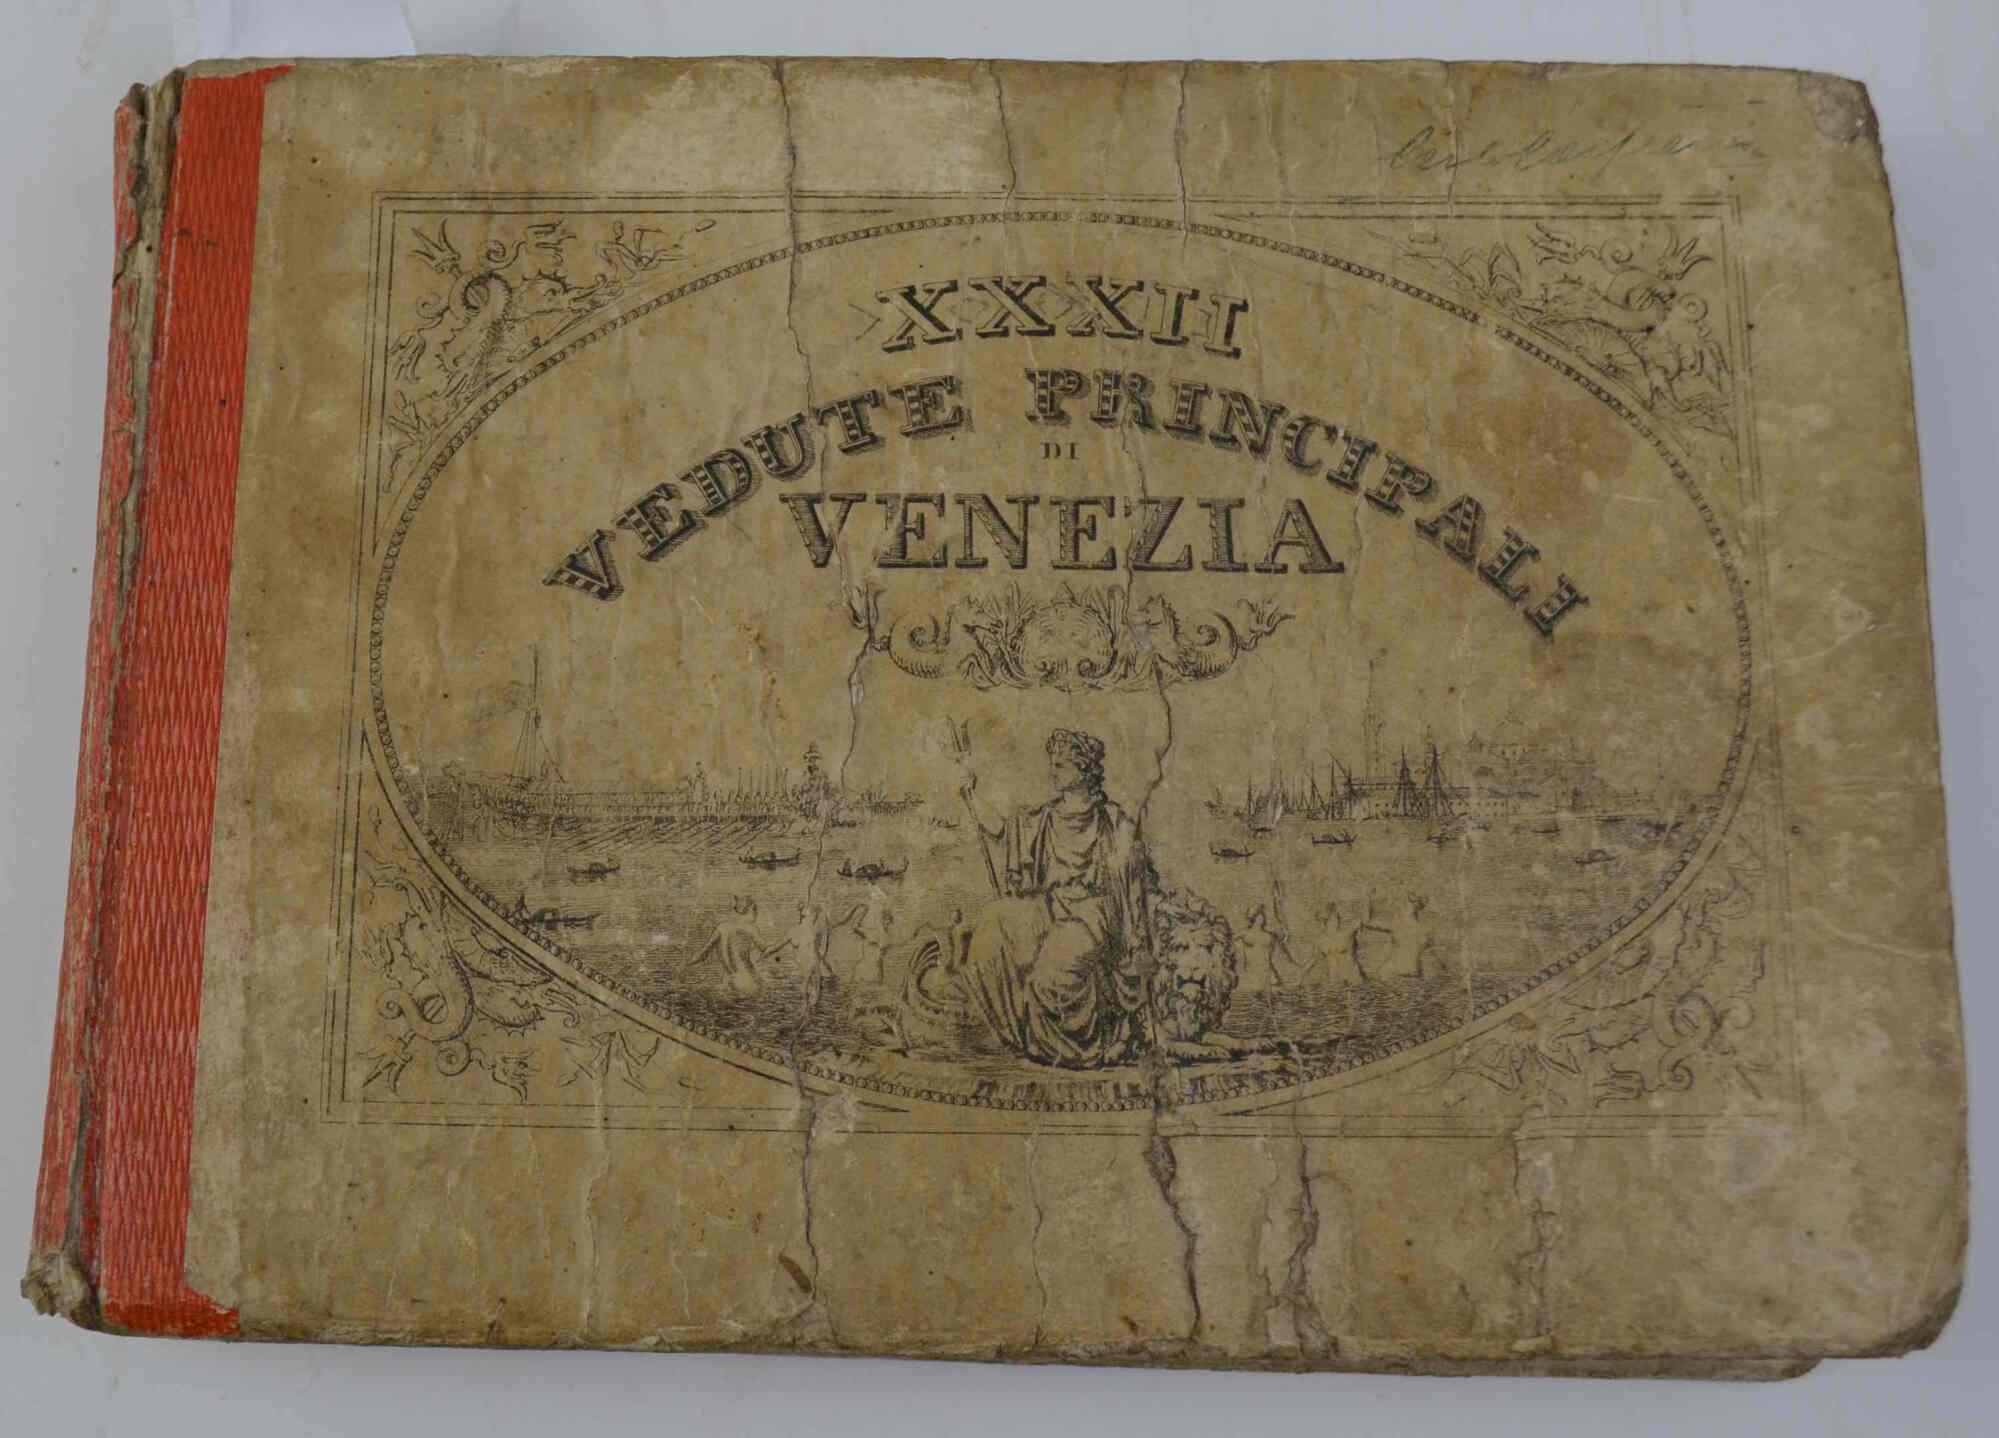 XXXII
VEDUTE PRINCIPALI
DI
VENEZIA